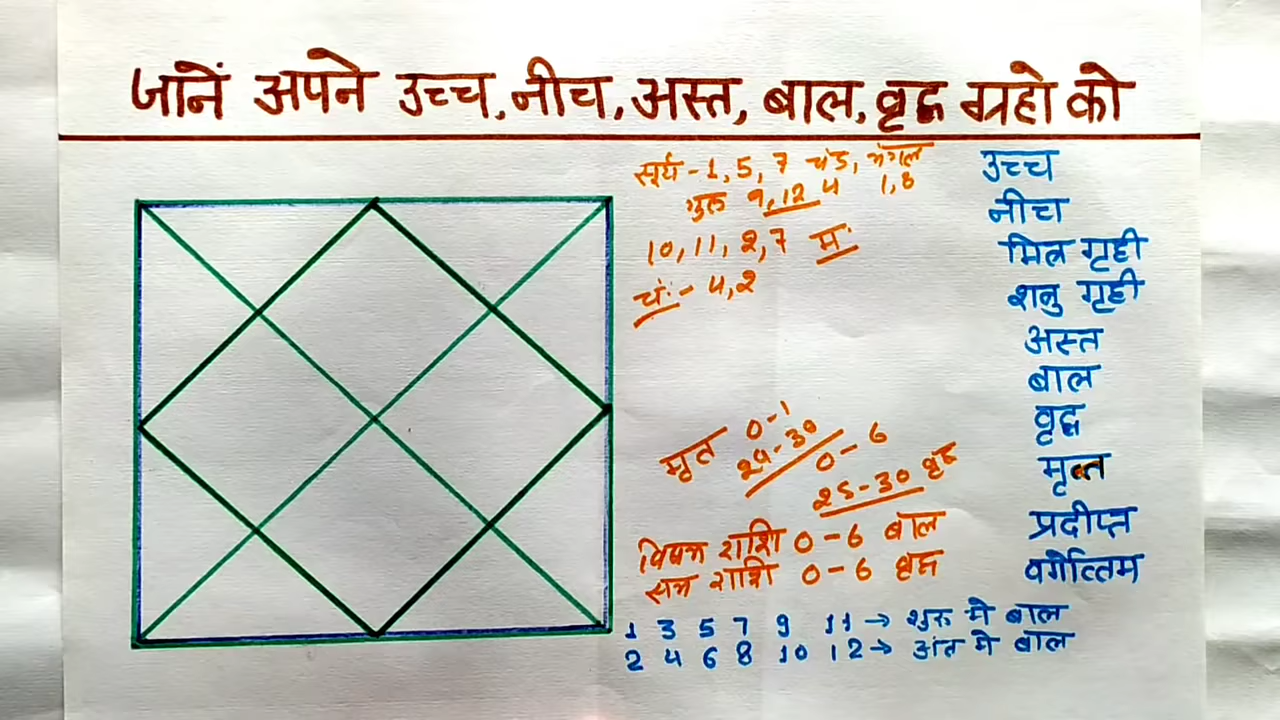 जानें अपने उच्च, नीच, अस्त, बाल, वृद्ध ग्रहो को
सूर्य - 1, 5, 7 चंद्र, मंगल
गुरु 9, 12 4 1, 8
10, 11, 2, 7 म.
चं: - 4, 2
उच्च
नीच
मित्र गृही
शत्रु गृही
अस्त
बाल
वृद्ध
मृत
प्रदीप्त
वर्गोत्तम
मृत 0-1
29-30
0-6
25-30 वृद्ध
विषम राशि 0-6 बाल
सम राशि 0-6 वृद्ध
1 3 5 7 9 11 → शुरू मे बाल
2 4 6 8 10 12 → अंत मे बाल